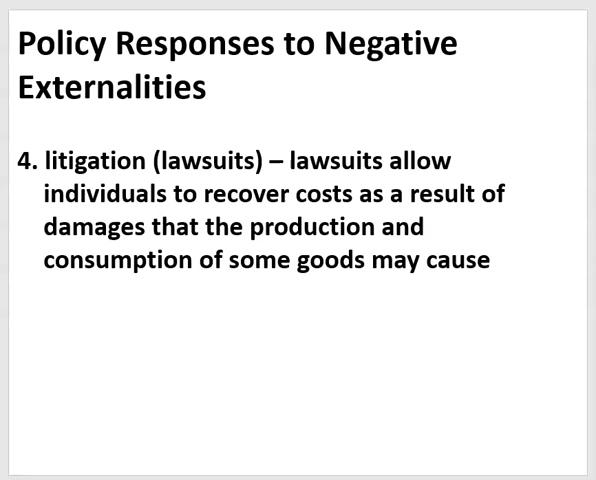 Policy Responses to Negative
Externalities
4. litigation (lawsuits) – lawsuits allow
individuals to recover costs as a result of
damages that the production and
consumption of some goods may cause